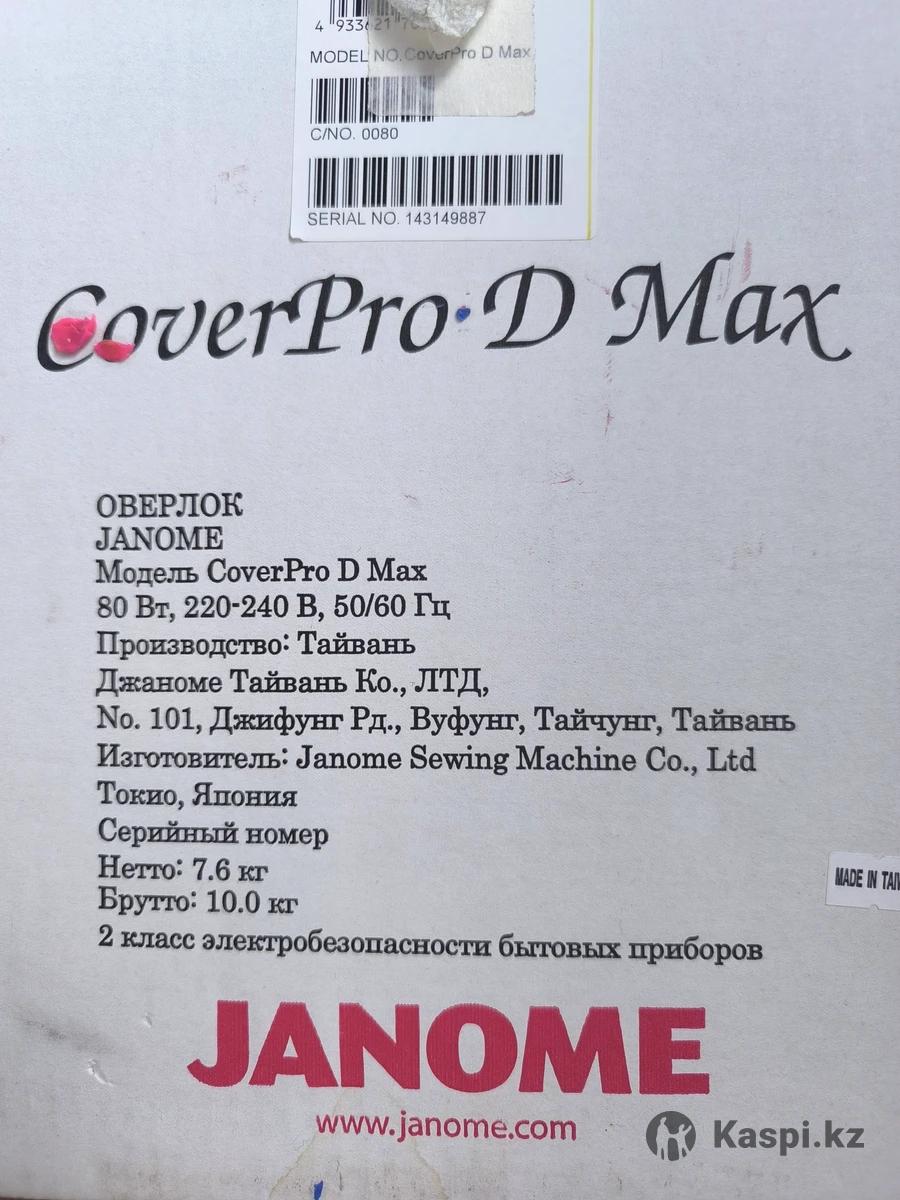 MODEL NO. CoverPro D Max
C/NO. 0080
SERIAL NO. 143149887
CoverPro D Max
ОВЕРЛОК
JANOME
Модель CoverPro D Max
80 Вт, 220-240 В, 50/60 Гц
Производство: Тайвань
Джаноме Тайвань Ко., ЛТД,
No. 101, Джифунг Рд., Вуфунг, Тайчунг, Тайвань
Изготовитель: Janome Sewing Machine Co., Ltd
Токио, Япония
Серийный номер
Нетто: 7.6 кг
MADE IN
Брутто: 10.0 кг
2 класс электробезопасности бытовых приборов
JANOME
www.janome.com
Kaspi.kz